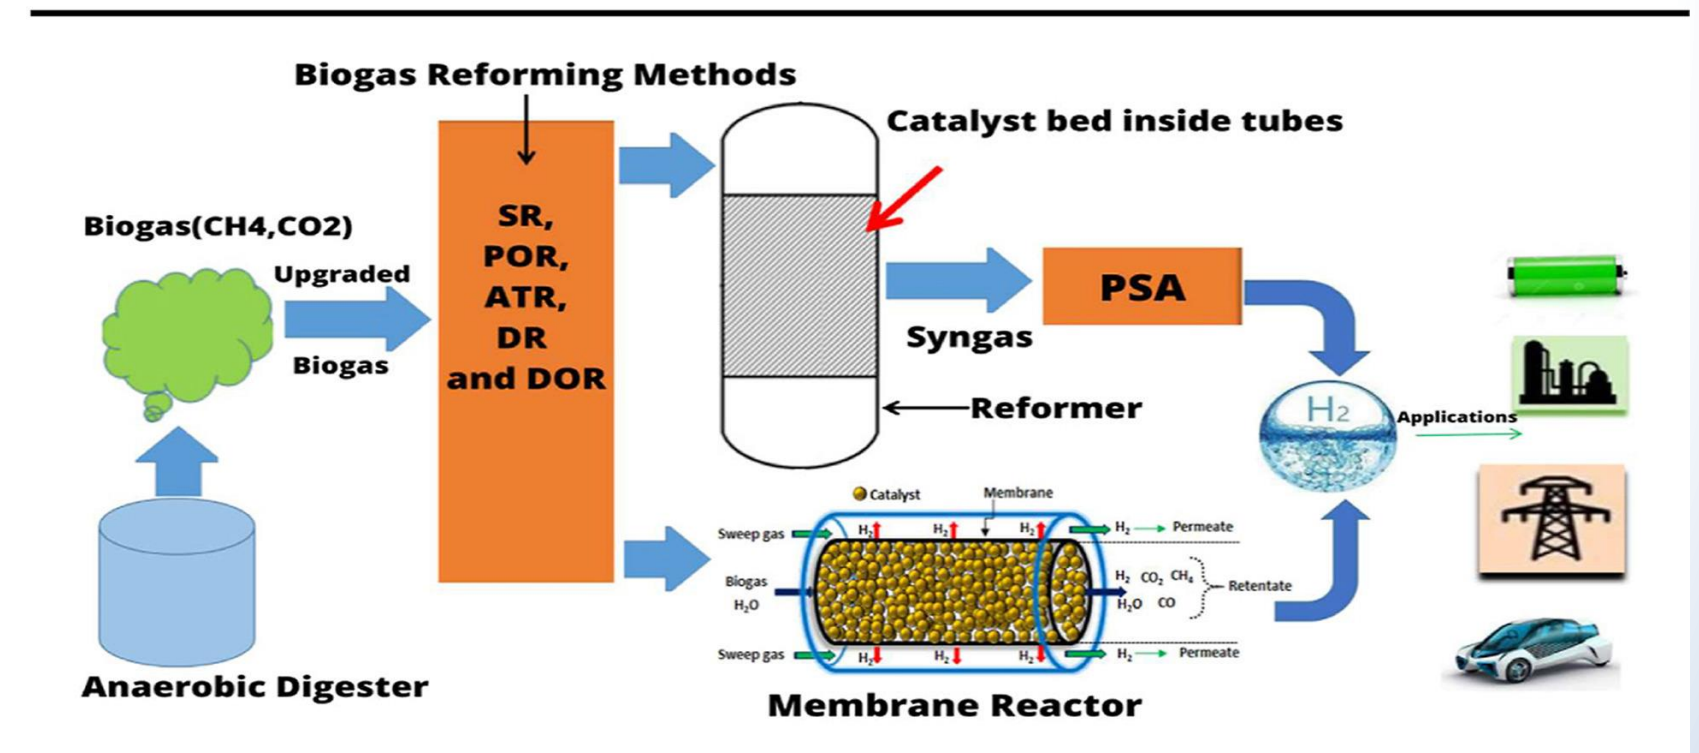 Biogas Reforming Methods
Catalyst bed inside tubes
Biogas(CH4,CO2)
Upgraded
Biogas
SR,
POR,
ATR,
DR
and DOR
PSA
Syngas
Reformer
H2
Applications
Catalyst
Membrane
Sweep gas
H2
H2
H2
H2
Permeate
Biogas
H2O
H2 CO2 CH4
H2O CO
Retentate
Sweep gas
H2
H2
H2
H2
Permeate
Anaerobic Digester
Membrane Reactor